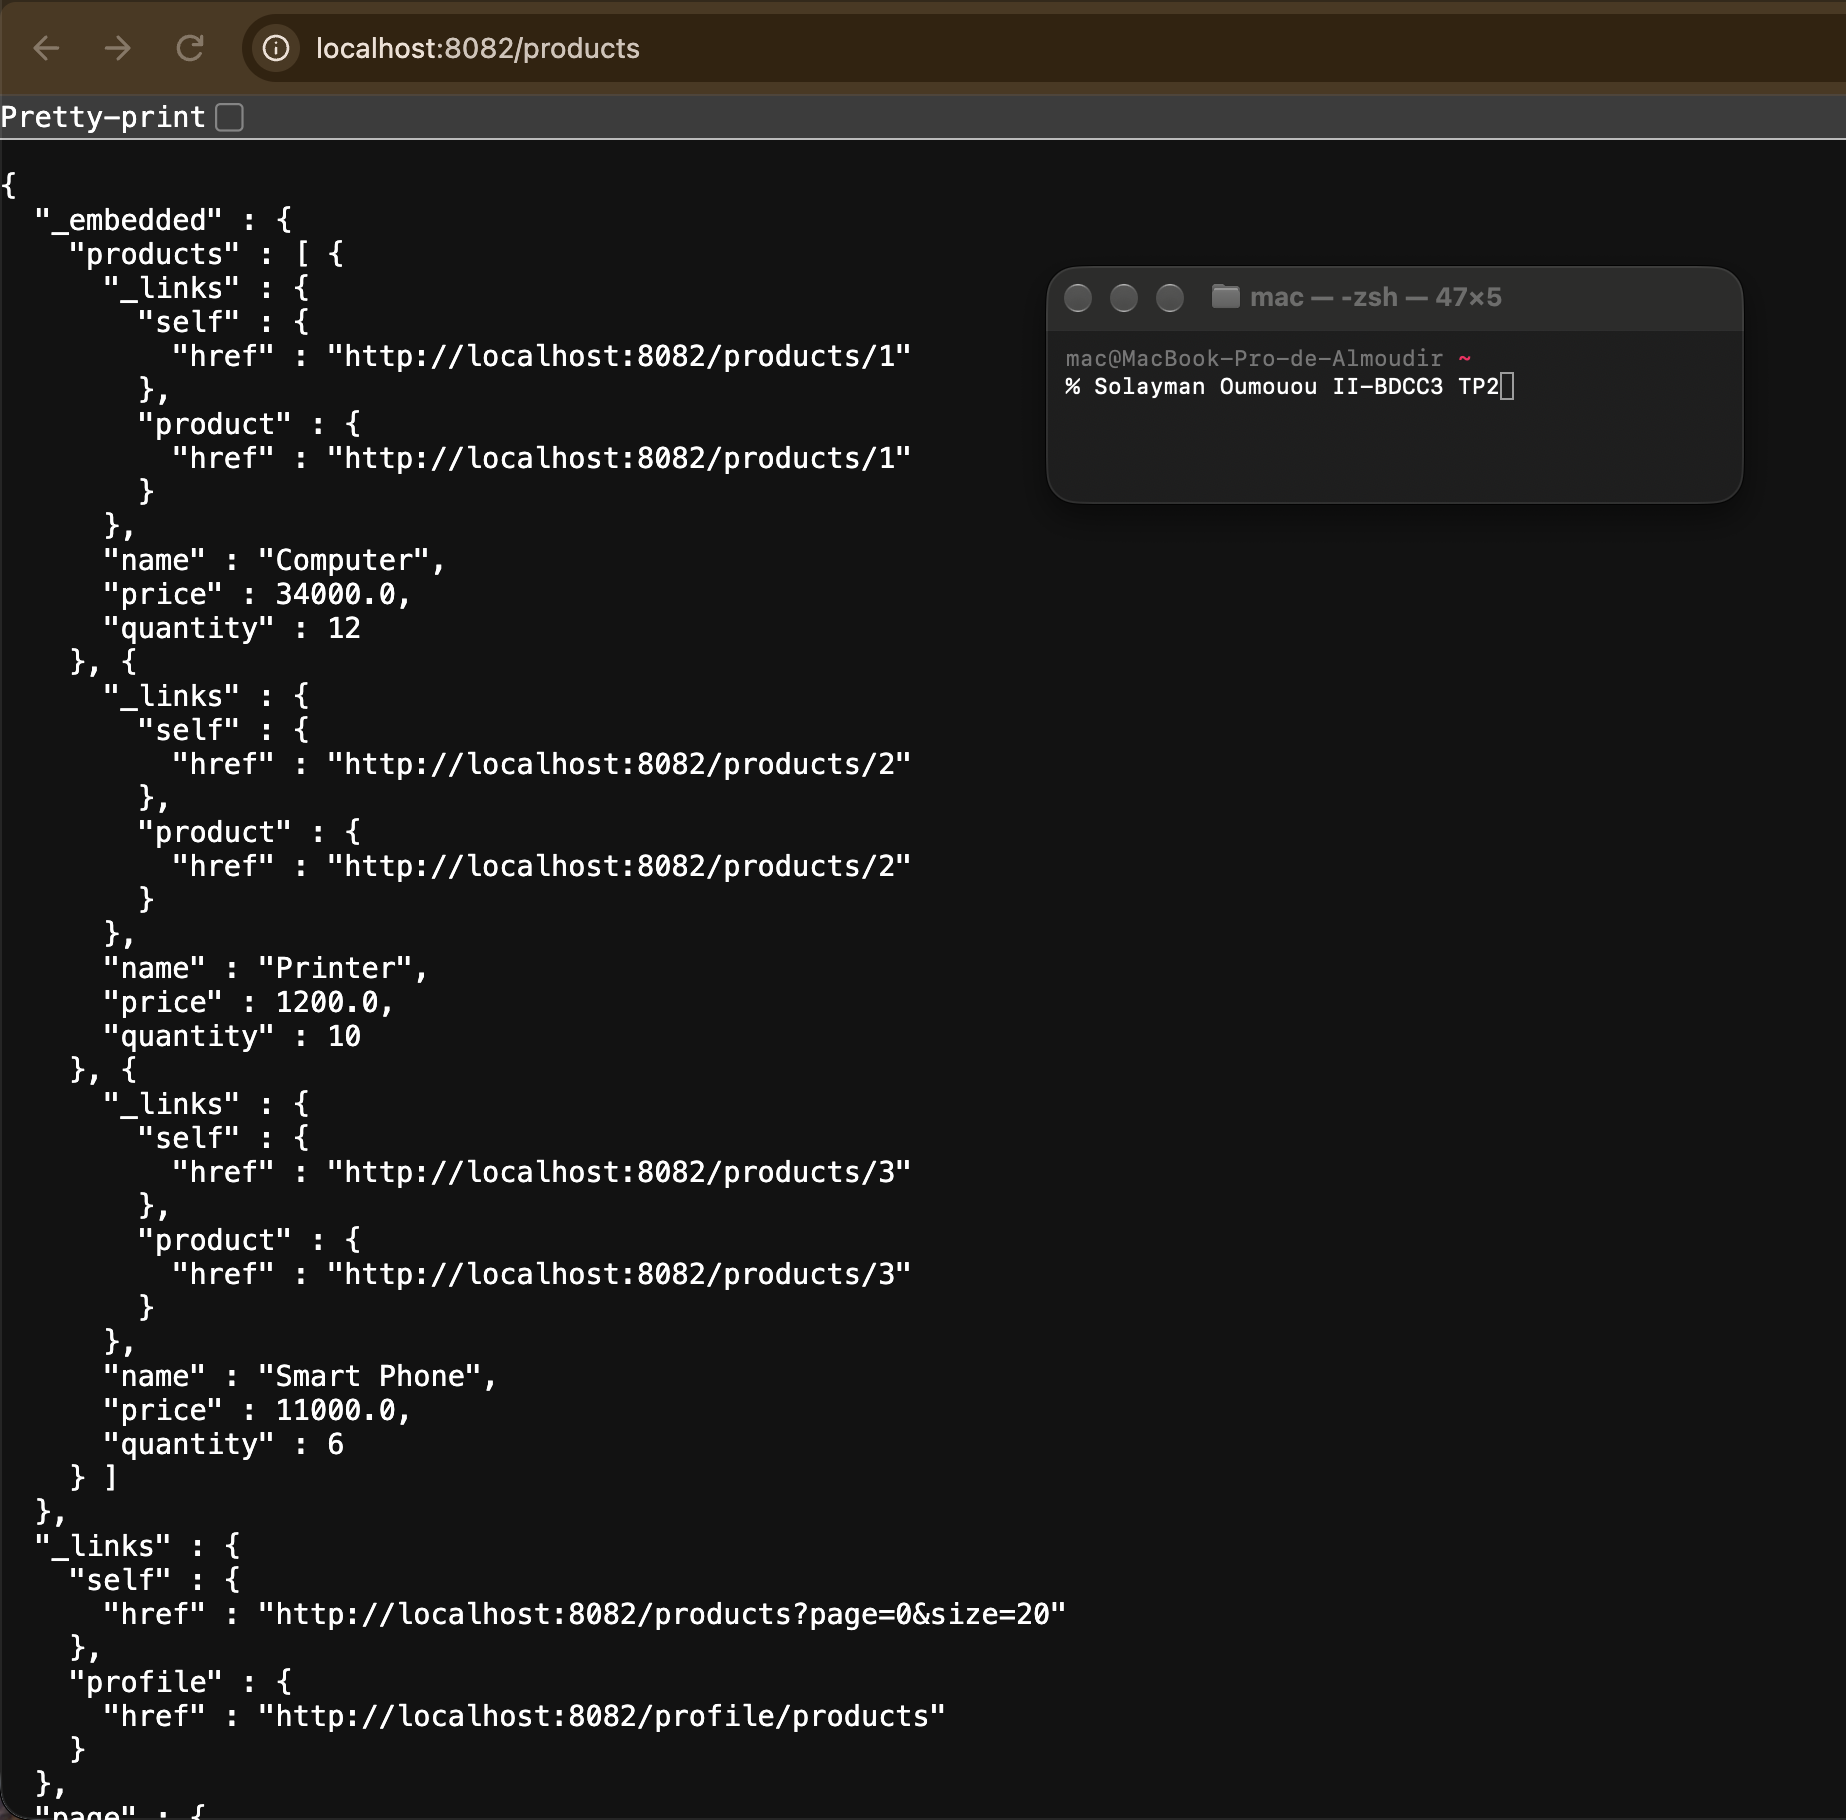 localhost:8082/products
Pretty-print
{
  "_embedded" : {
    "products" : [ {
      "_links" : {
        "self" : {
          "href" : "http://localhost:8082/products/1"
        },
        "product" : {
          "href" : "http://localhost:8082/products/1"
        }
      },
      "name" : "Computer",
      "price" : 34000.0,
      "quantity" : 12
    }, {
      "_links" : {
        "self" : {
          "href" : "http://localhost:8082/products/2"
        },
        "product" : {
          "href" : "http://localhost:8082/products/2"
        }
      },
      "name" : "Printer",
      "price" : 1200.0,
      "quantity" : 10
    }, {
      "_links" : {
        "self" : {
          "href" : "http://localhost:8082/products/3"
        },
        "product" : {
          "href" : "http://localhost:8082/products/3"
        }
      },
      "name" : "Smart Phone",
      "price" : 11000.0,
      "quantity" : 6
    } ]
  },
  "_links" : {
    "self" : {
      "href" : "http://localhost:8082/products?page=0&size=20"
    },
    "profile" : {
      "href" : "http://localhost:8082/profile/products"
    }
  },
  "page" : {
mac — -zsh — 47×5
mac@MacBook-Pro-de-Almoudir ~
% Solayman Oumouou II-BDCC3 TP2